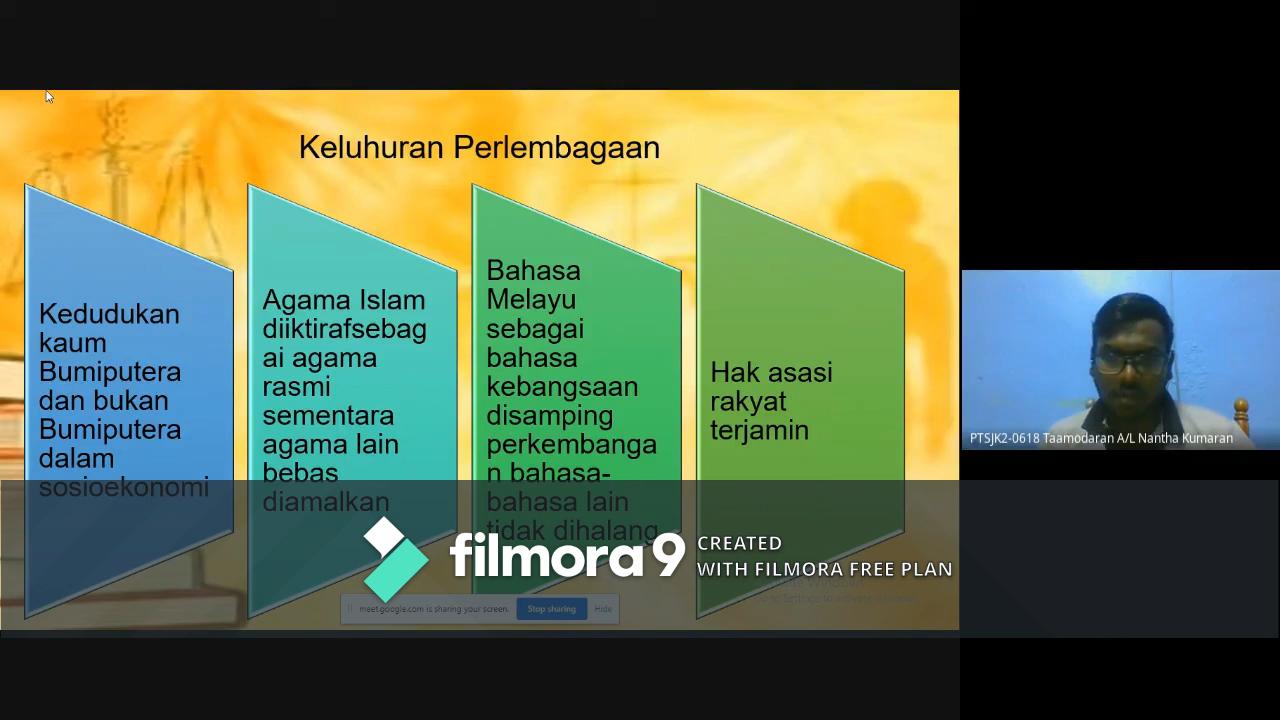 Keluhuran Perlembagaan
Kedudukan
kaum
Bumiputera
dan bukan
Bumiputera
dalam
sosioekonomi
Agama Islam
diiktirafsebag
ai agama
rasmi
sementara
agama lain
bebas
diamalkan
Bahasa
Melayu
sebagai
bahasa
kebangsaan
disamping
perkembanga
n bahasa-
bahasa lain
tidak dihalang
Hak asasi
rakyat
terjamin
PTSJK2-0618 Taamodaran A/L Nantha Kumaran
filmora9
CREATED
WITH FILMORA FREE PLAN
meet.google.com is sharing your screen.
Stop sharing
Hide